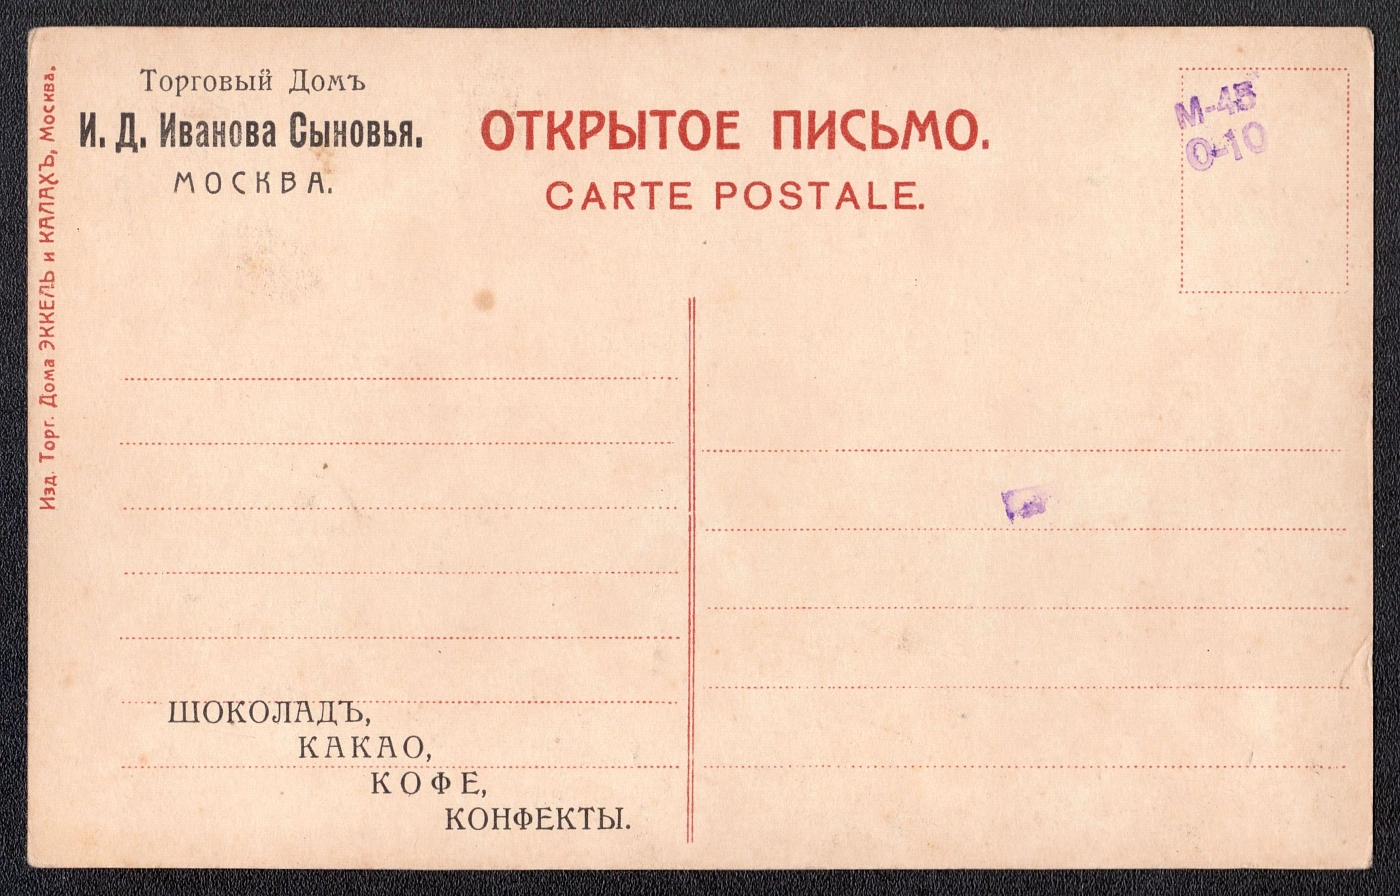 Торговый Домъ
И. Д. Иванова Сыновья.
МОСКВА.
ОТКРЫТОЕ ПИСЬМО.
CARTE POSTALE.
М-45
0-10
Изд. Торг. Дома ЭККЕЛЬ и КАЛАХЪ, Москва.
ШОКОЛАДЪ,
КАКАО,
КОФЕ,
КОНФЕКТЫ.